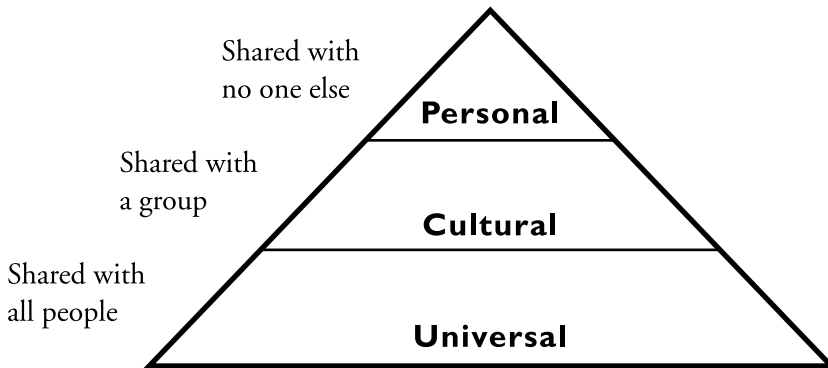 Shared with
no one else
Personal
Shared with
a group
Cultural
Shared with
all people
Universal